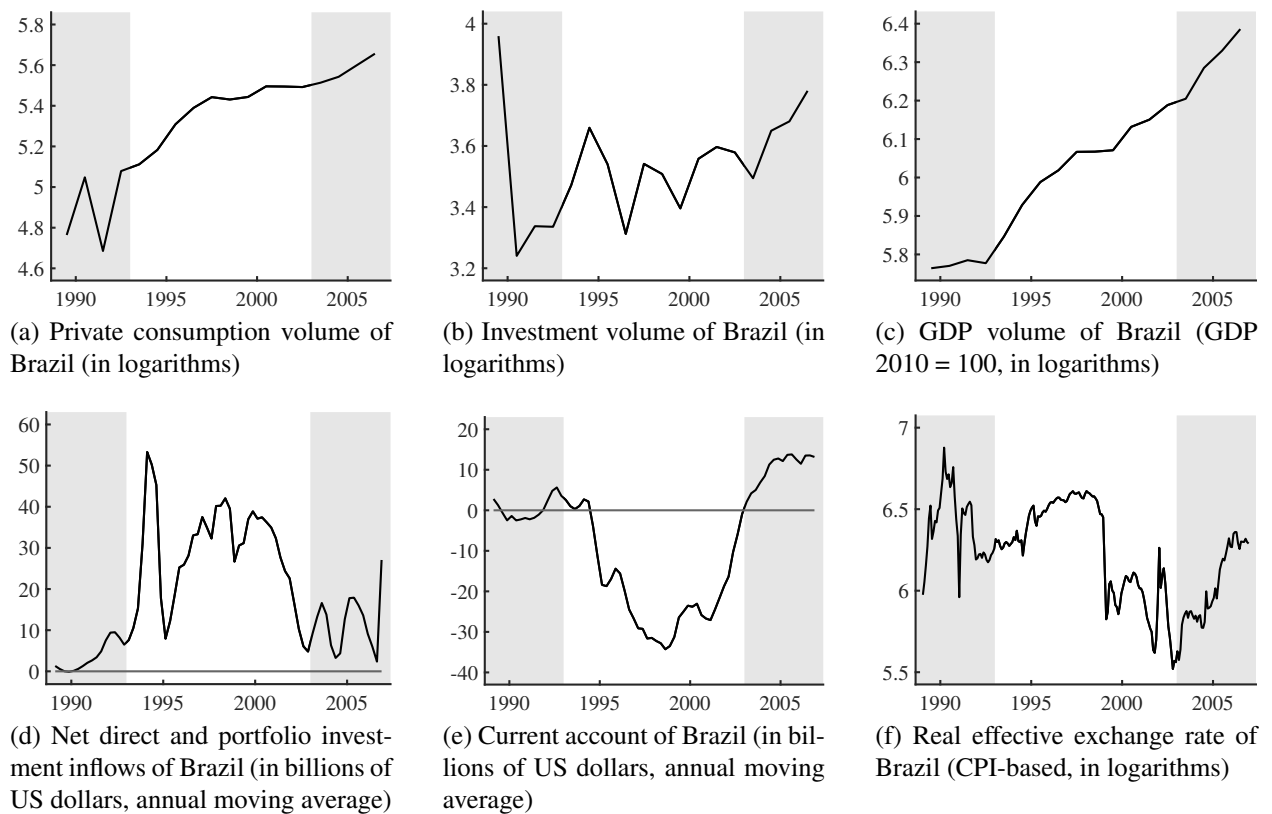 5.8
5.6
5.4
5.2
5
4.8
4.6
1990 1995 2000 2005
(a) Private consumption volume of
Brazil (in logarithms)
4
3.8
3.6
3.4
3.2
1990 1995 2000 2005
(b) Investment volume of Brazil (in
logarithms)
6.4
6.3
6.2
6.1
6
5.9
5.8
1990 1995 2000 2005
(c) GDP volume of Brazil (GDP
2010 = 100, in logarithms)
60
50
40
30
20
10
0
1990 1995 2000 2005
(d) Net direct and portfolio invest-
ment inflows of Brazil (in billions of
US dollars, annual moving average)
20
10
0
-10
-20
-30
-40
1990 1995 2000 2005
(e) Current account of Brazil (in bil-
lions of US dollars, annual moving
average)
7
6.5
6
5.5
1990 1995 2000 2005
(f) Real effective exchange rate of
Brazil (CPI-based, in logarithms)